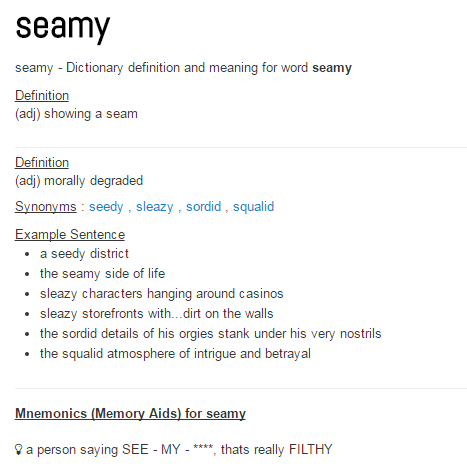 seamy
seamy - Dictionary definition and meaning for word seamy
Definition
(adj) showing a seam
Definition
(adj) morally degraded
Synonyms : seedy , sleazy , sordid , squalid
Example Sentence
• a seedy district
• the seamy side of life
• sleazy characters hanging around casinos
• sleazy storefronts with...dirt on the walls
• the sordid details of his orgies stank under his very nostrils
• the squalid atmosphere of intrigue and betrayal
Mnemonics (Memory Aids) for seamy
a person saying SEE - MY - ****, thats really FILTHY